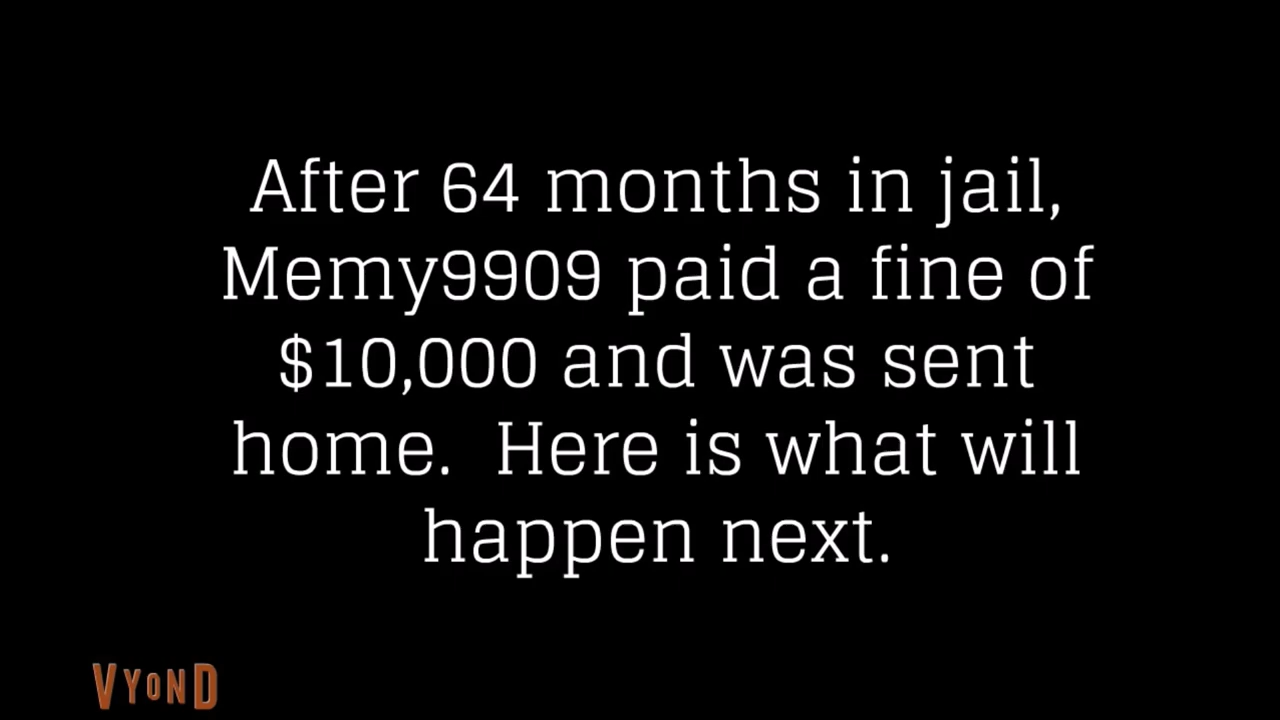 After 64 months in jail,
Memy9909 paid a fine of
$10,000 and was sent
home.  Here is what will
happen next.
VYOND